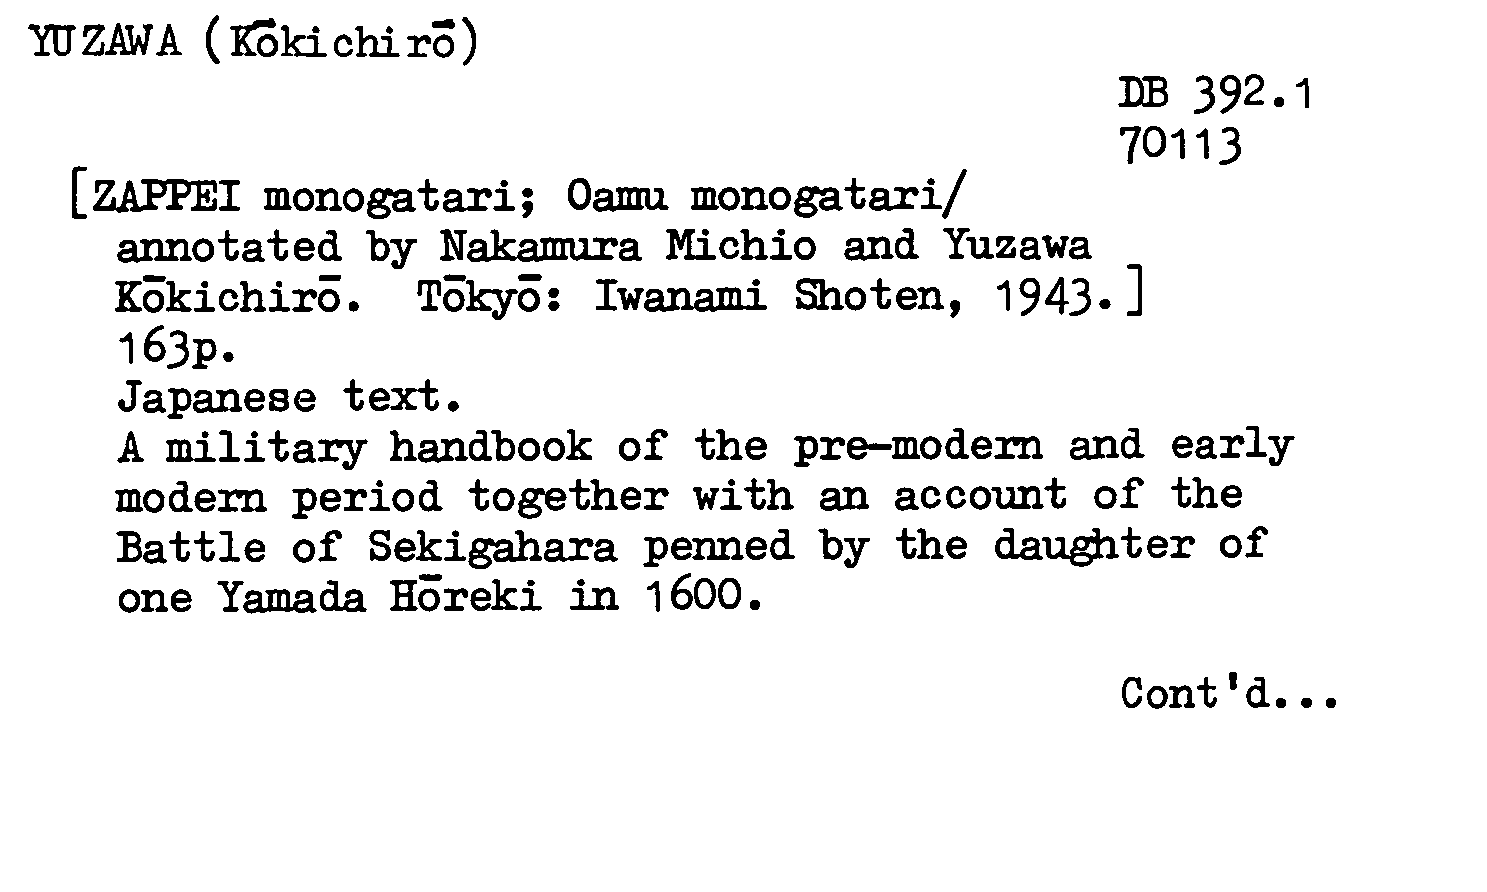 YUZAWA (Kōkichirō)
DB 392.1
70113
[ZAPPEI monogatari; Oamu monogatari/
annotated by Nakamura Michio and Yuzawa
Kōkichirō. Tōkyō: Iwanami Shoten, 1943.]
163p.
Japanese text.
A military handbook of the pre-modern and early
modern period together with an account of the
Battle of Sekigahara penned by the daughter of
one Yamada Hōreki in 1600.
Cont'd...